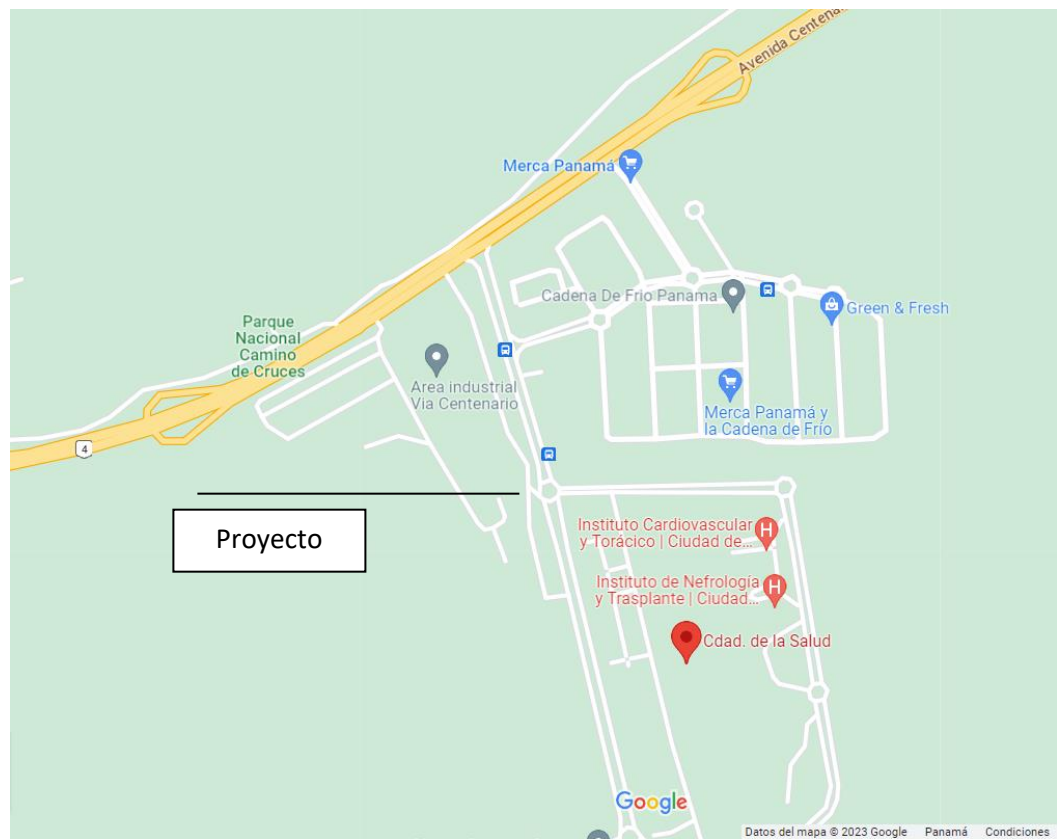 Avenida Centena
Merca Panamá
Cadena De Frio Panama
Green & Fresh
Parque
Nacional
Camino
de Cruces
Area industrial
Via Centenario
Merca Panamá y
la Cadena de Frío
4
Proyecto
Instituto Cardiovascular
y Torácico | Ciudad de...
Instituto de Nefrología
y Trasplante | Ciudad...
Cdad. de la Salud
Google
Datos del mapa © 2023 Google Panamá Condiciones